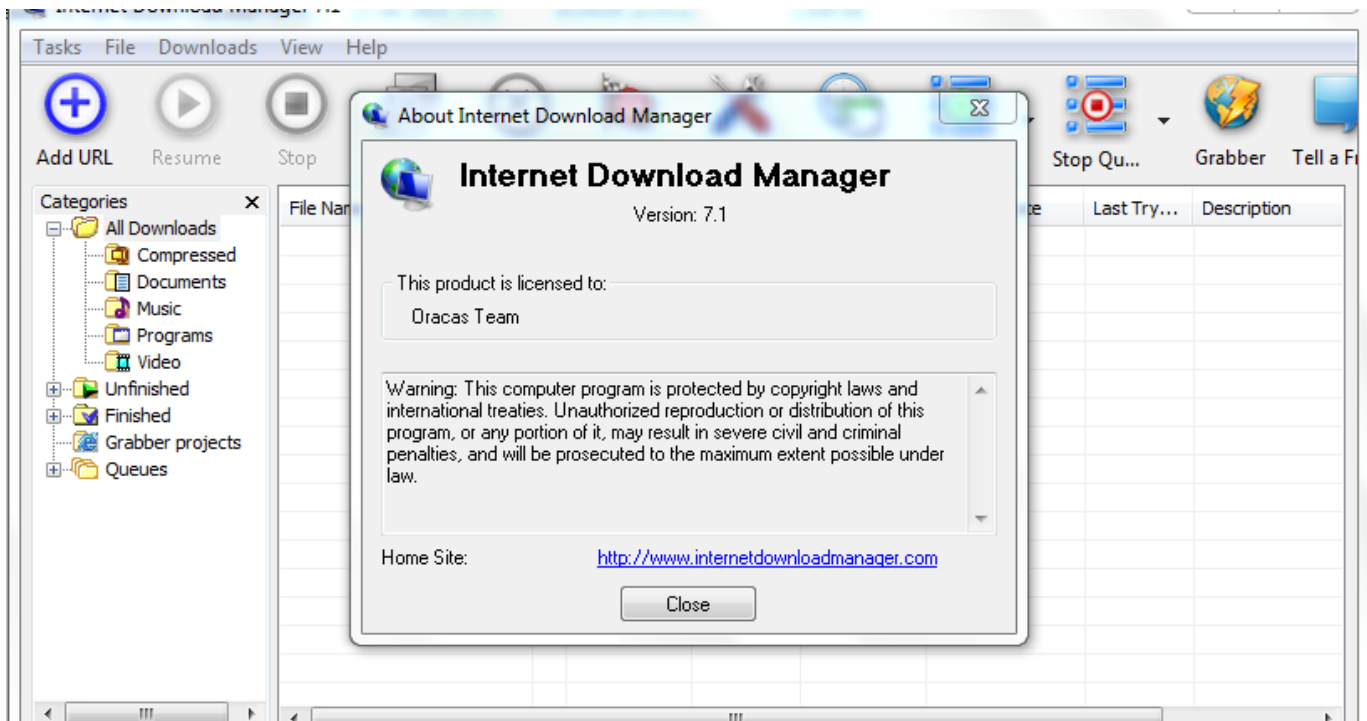 Tasks File Downloads View Help
Add URL
Resume
Stop
Stop Qu...
Grabber
Tell a
Categories
All Downloads
Compressed
Documents
Music
Programs
Video
Unfinished
Finished
Grabber projects
Queues
File
Last Try...
Description
About Internet Download Manager
Internet Download Manager
Version: 7.1
This product is licensed to:
Oracas Team
Warning: This computer program is protected by copyright laws and
international treaties. Unauthorized reproduction or distribution of this
program, or any portion of it, may result in severe civil and criminal
penalties, and will be prosecuted to the maximum extent possible under
law.
Home Site:
http://www.internetdownloadmanager.com
Close